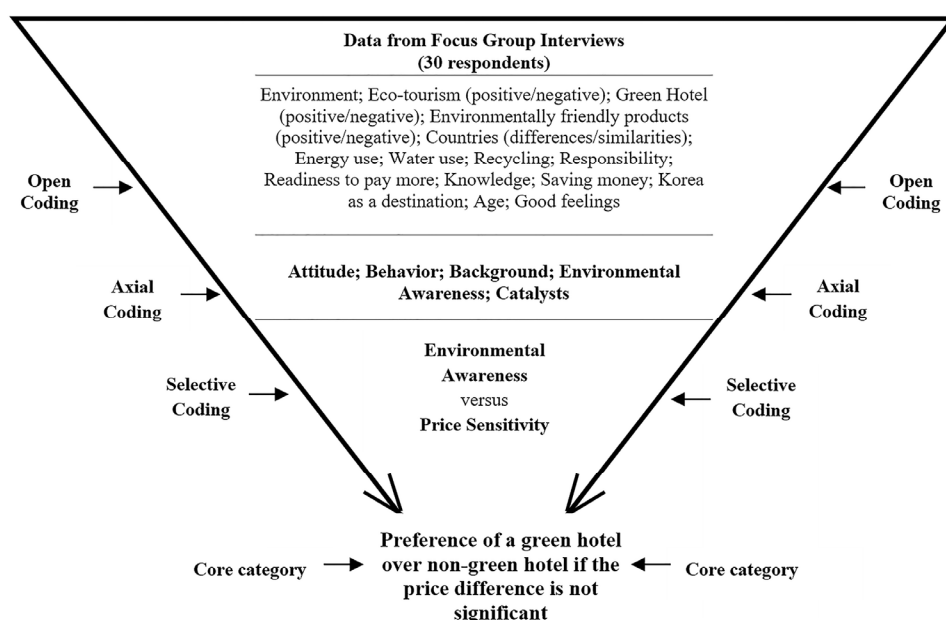 Data from Focus Group Interviews
(30 respondents)
Environment; Eco-tourism (positive/negative); Green Hotel
(positive/negative); Environmentally friendly products
(positive/negative); Countries (differences/similarities);
Energy use; Water use; Recycling; Responsibility;
Readiness to pay more; Knowledge; Saving money; Korea
as a destination; Age; Good feelings
Open
Coding
Open
Coding
Attitude; Behavior; Background; Environmental
Awareness; Catalysts
Axial
Coding
Axial
Coding
Environmental
Awareness
versus
Price Sensitivity
Selective
Coding
Selective
Coding
Preference of a green hotel
over non-green hotel if the
price difference is not
significant
Core category
Core category